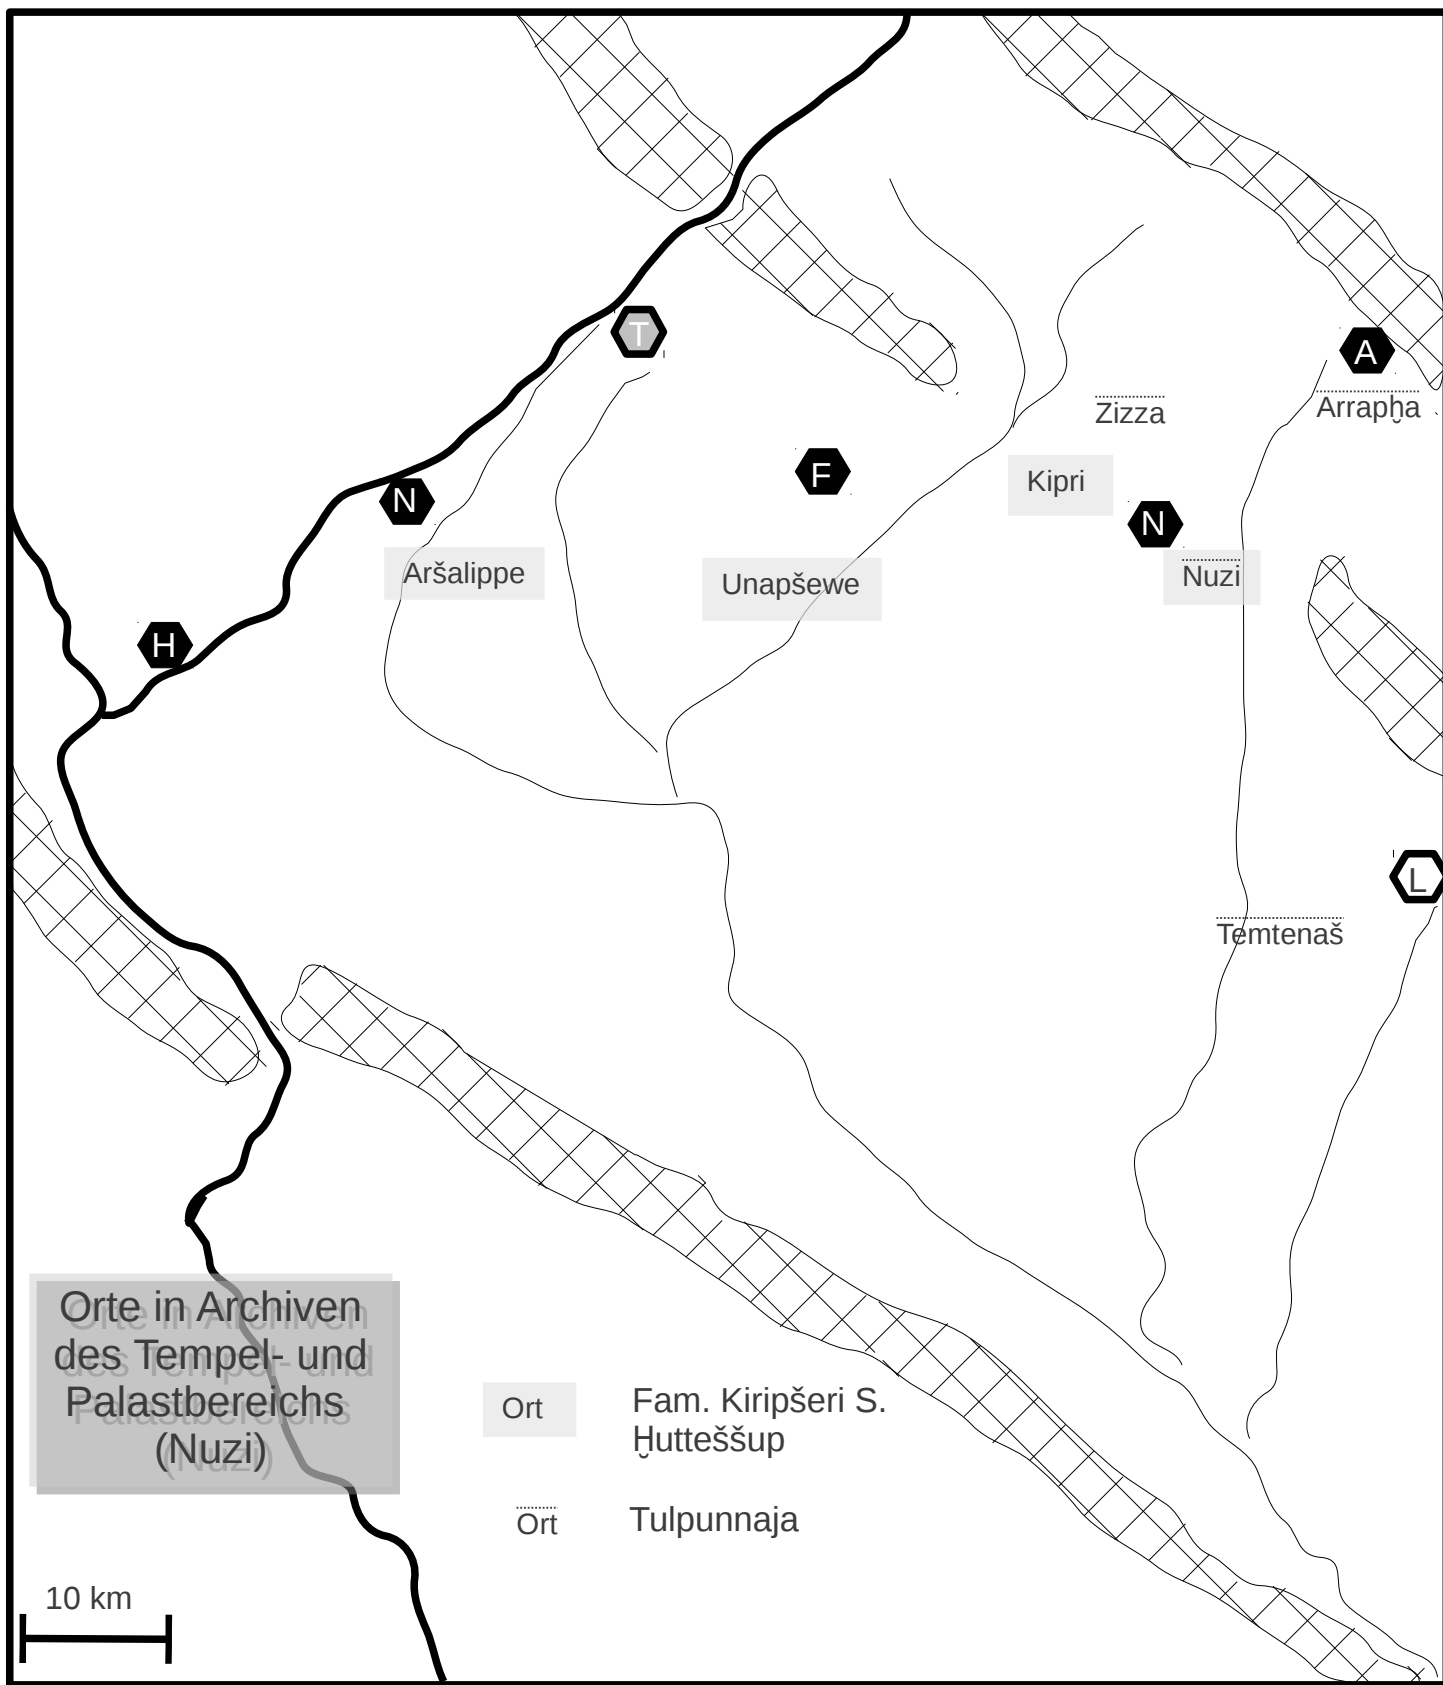 T
A
Arrapḫa
Zizza
F
Kipri
N
N
Aršalippe
Unapšewe
Nuzi
H
L
Temtenaš
Orte in Archiven
des Tempel- und
Palastbereichs
(Nuzi)
Ort
Fam. Kiripšeri S.
Ḫutteššup
Ort
Tulpunnaja
10 km